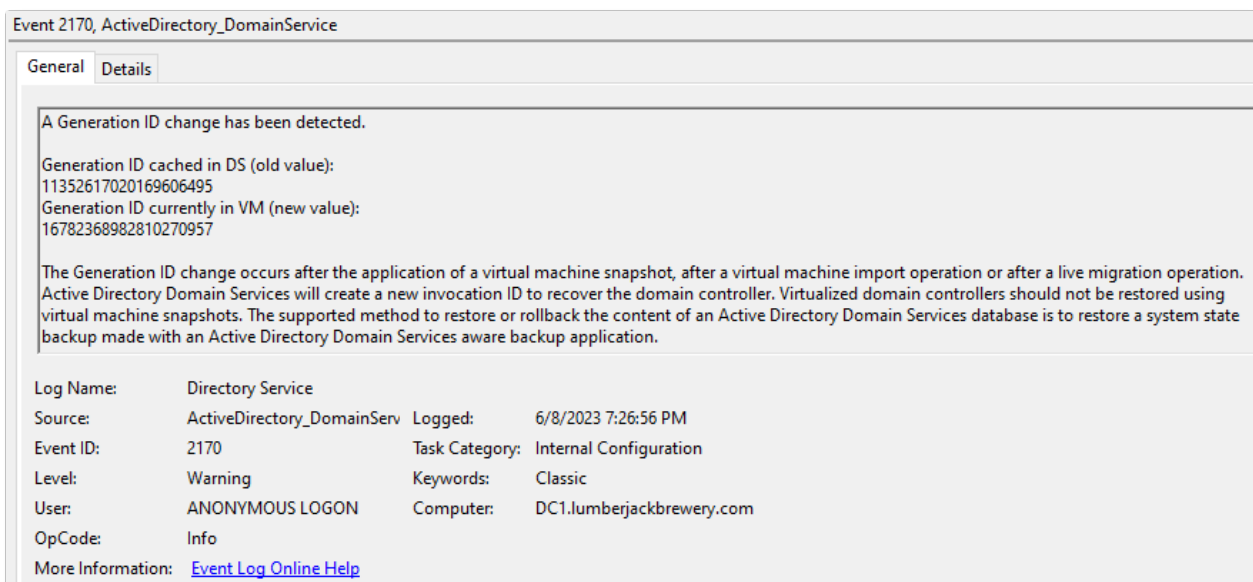 Event 2170, ActiveDirectory_DomainService
General Details
A Generation ID change has been detected.
Generation ID cached in DS (old value):
11352617020169606495
Generation ID currently in VM (new value):
16782368982810270957
The Generation ID change occurs after the application of a virtual machine snapshot, after a virtual machine import operation or after a live migration operation.
Active Directory Domain Services will create a new invocation ID to recover the domain controller. Virtualized domain controllers should not be restored using
virtual machine snapshots. The supported method to restore or rollback the content of an Active Directory Domain Services database is to restore a system state
backup made with an Active Directory Domain Services aware backup application.
Log Name: Directory Service
Source: ActiveDirectory_DomainServ Logged: 6/8/2023 7:26:56 PM
Event ID: 2170 Task Category: Internal Configuration
Level: Warning Keywords: Classic
User: ANONYMOUS LOGON Computer: DC1.lumberjackbrewery.com
OpCode: Info
More Information: Event Log Online Help